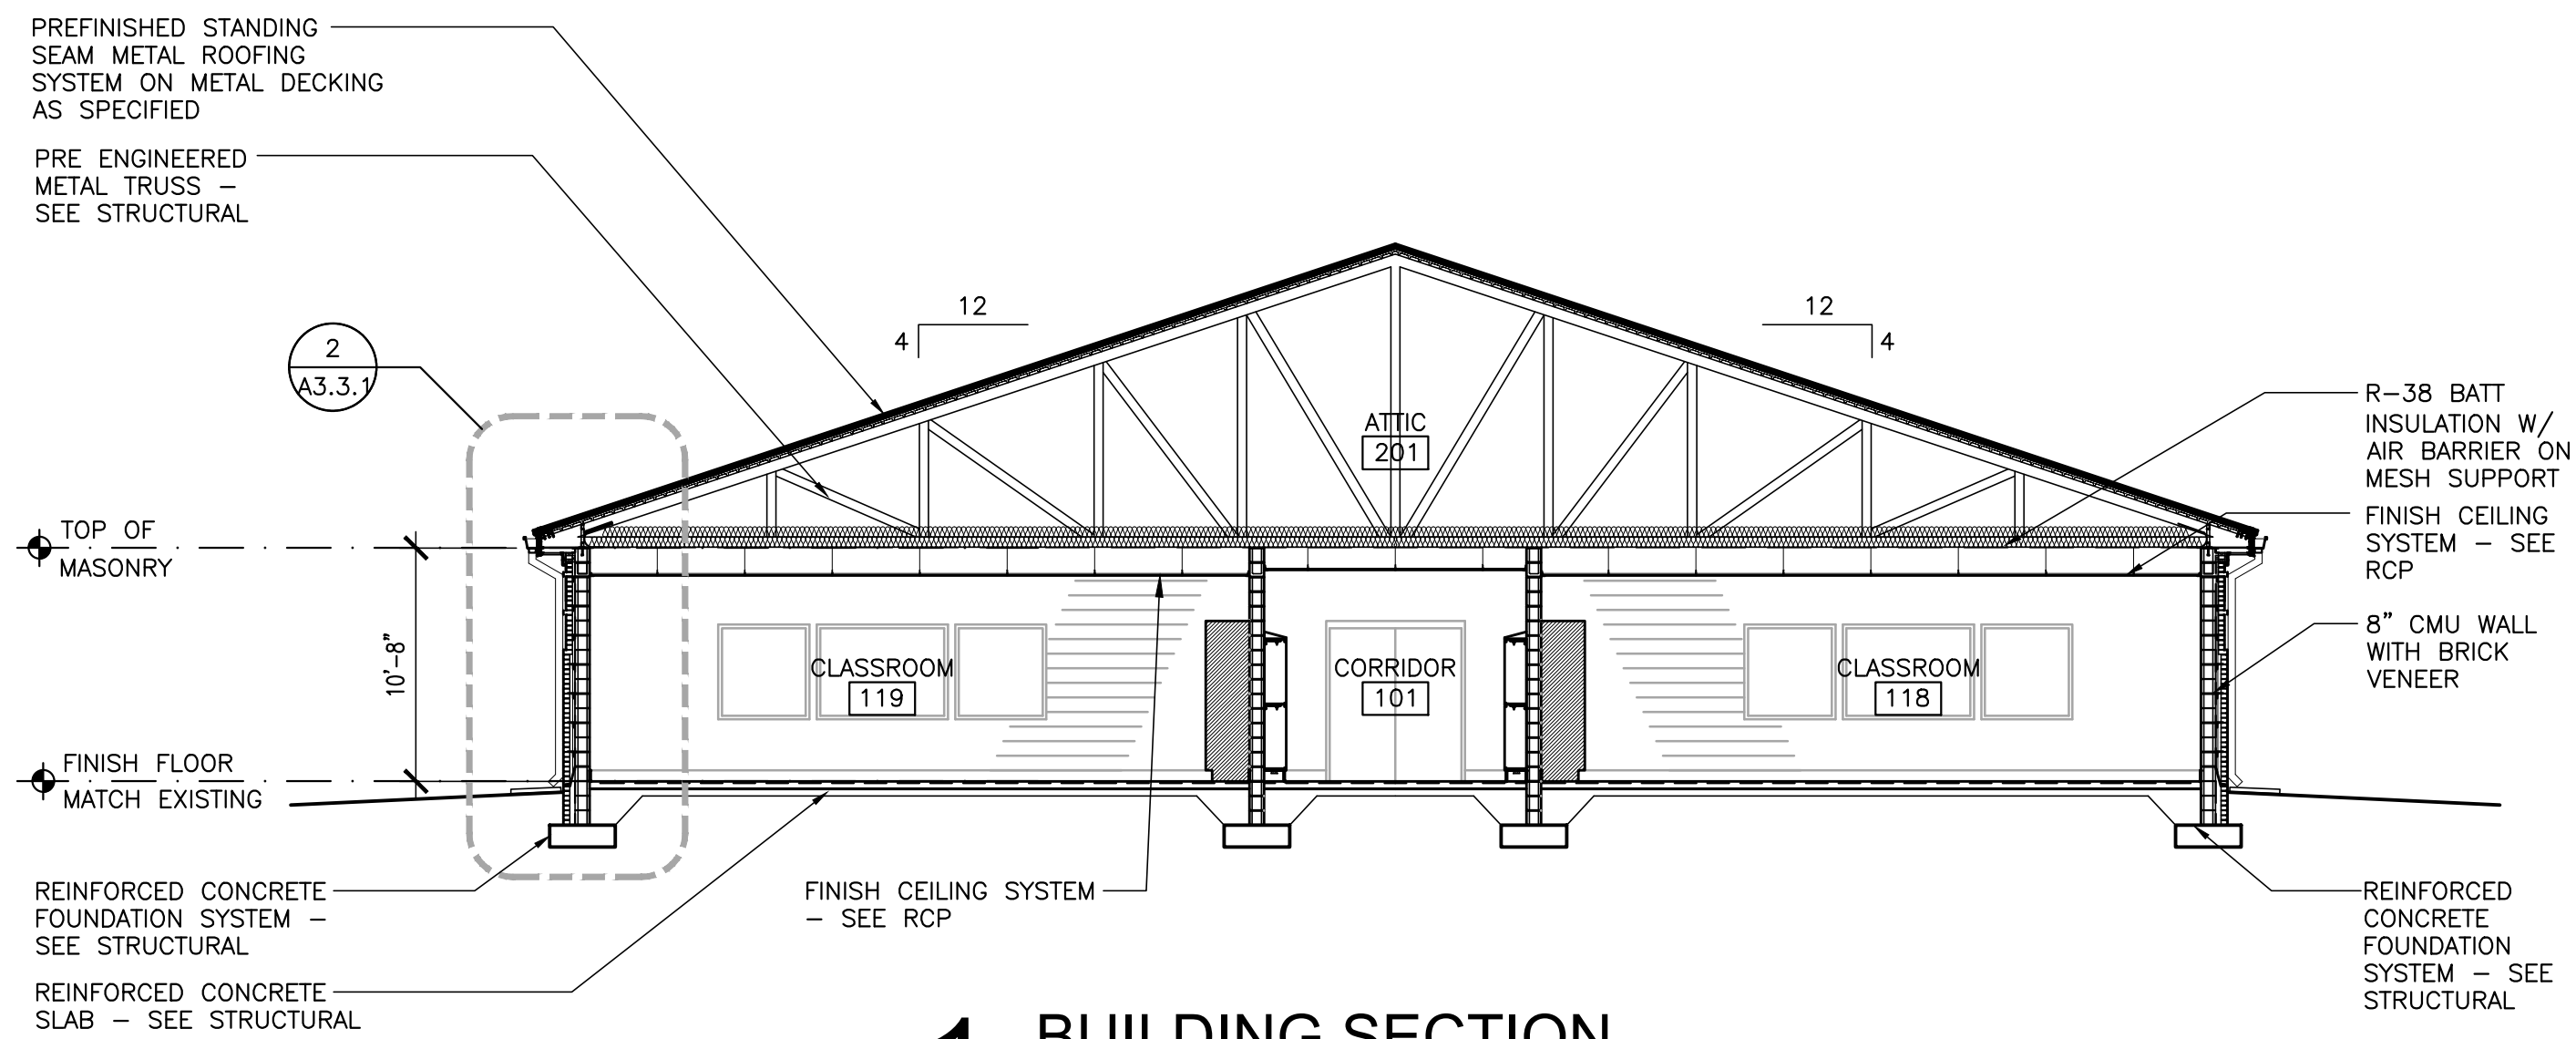 PREFINISHED STANDING
SEAM METAL ROOFING
SYSTEM ON METAL DECKING
AS SPECIFIED
PRE ENGINEERED
METAL TRUSS –
SEE STRUCTURAL
2
A3.3.1
12
4
12
4
ATTIC
201
R–38 BATT
INSULATION W/
AIR BARRIER ON
MESH SUPPORT
FINISH CEILING
SYSTEM – SEE
RCP
8" CMU WALL
WITH BRICK
VENEER
TOP OF
MASONRY
10'–8"
FINISH FLOOR
MATCH EXISTING
CLASSROOM
119
CORRIDOR
101
CLASSROOM
118
REINFORCED CONCRETE
FOUNDATION SYSTEM –
SEE STRUCTURAL
REINFORCED CONCRETE
SLAB – SEE STRUCTURAL
FINISH CEILING SYSTEM
– SEE RCP
REINFORCED
CONCRETE
FOUNDATION
SYSTEM – SEE
STRUCTURAL
1 BUILDING SECTION